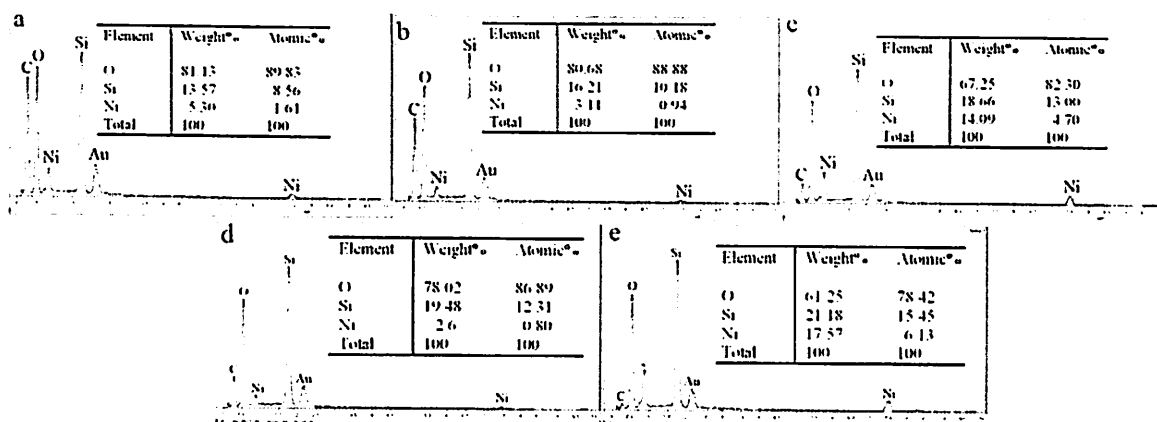 a
Si
O
C
Ni
Au
Ni
Element Weight% Atomic%
O 81.13 89.83
Si 13.57 8.56
Ni 5.30 1.61
Total 100 100
b
Si
O
C
Ni
Au
Ni
Element Weight% Atomic%
O 80.68 88.88
Si 16.21 10.18
Ni 3.11 0.94
Total 100 100
c
Si
O
C
Ni
Au
Ni
Element Weight% Atomic%
O 67.25 82.30
Si 18.66 13.00
Ni 14.09 4.70
Total 100 100
d
Si
O
Ni
Au
Ni
Element Weight% Atomic%
O 78.02 86.89
Si 19.48 12.31
Ni 2.6 0.80
Total 100 100
e
Si
O
C
Au
Ni
Element Weight% Atomic%
O 61.25 78.42
Si 21.18 15.45
Ni 17.57 6.13
Total 100 100